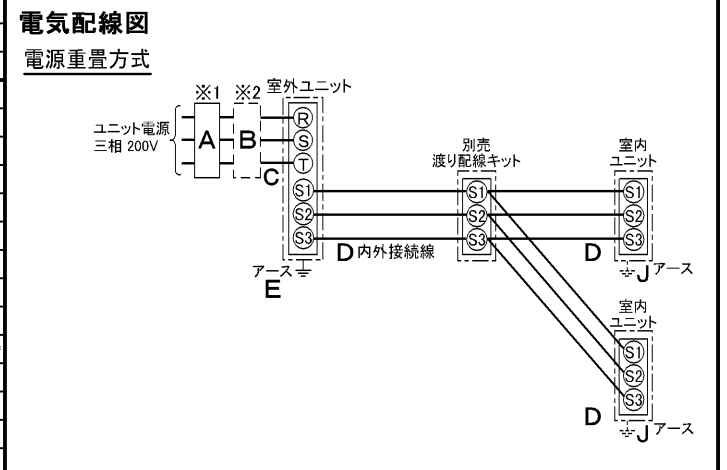 電気配線図
電源重畳方式
※1 ※2 室外ユニット
ユニット電源
三相 200V
A
B
C
R
S
T
S1
S2
S3
アース
E
D 内外接続線
別売
渡り配線キット
S1
S2
S3
室内
ユニット
S1
S2
S3
D
J アース
室内
ユニット
S1
S2
S3
D
J アース